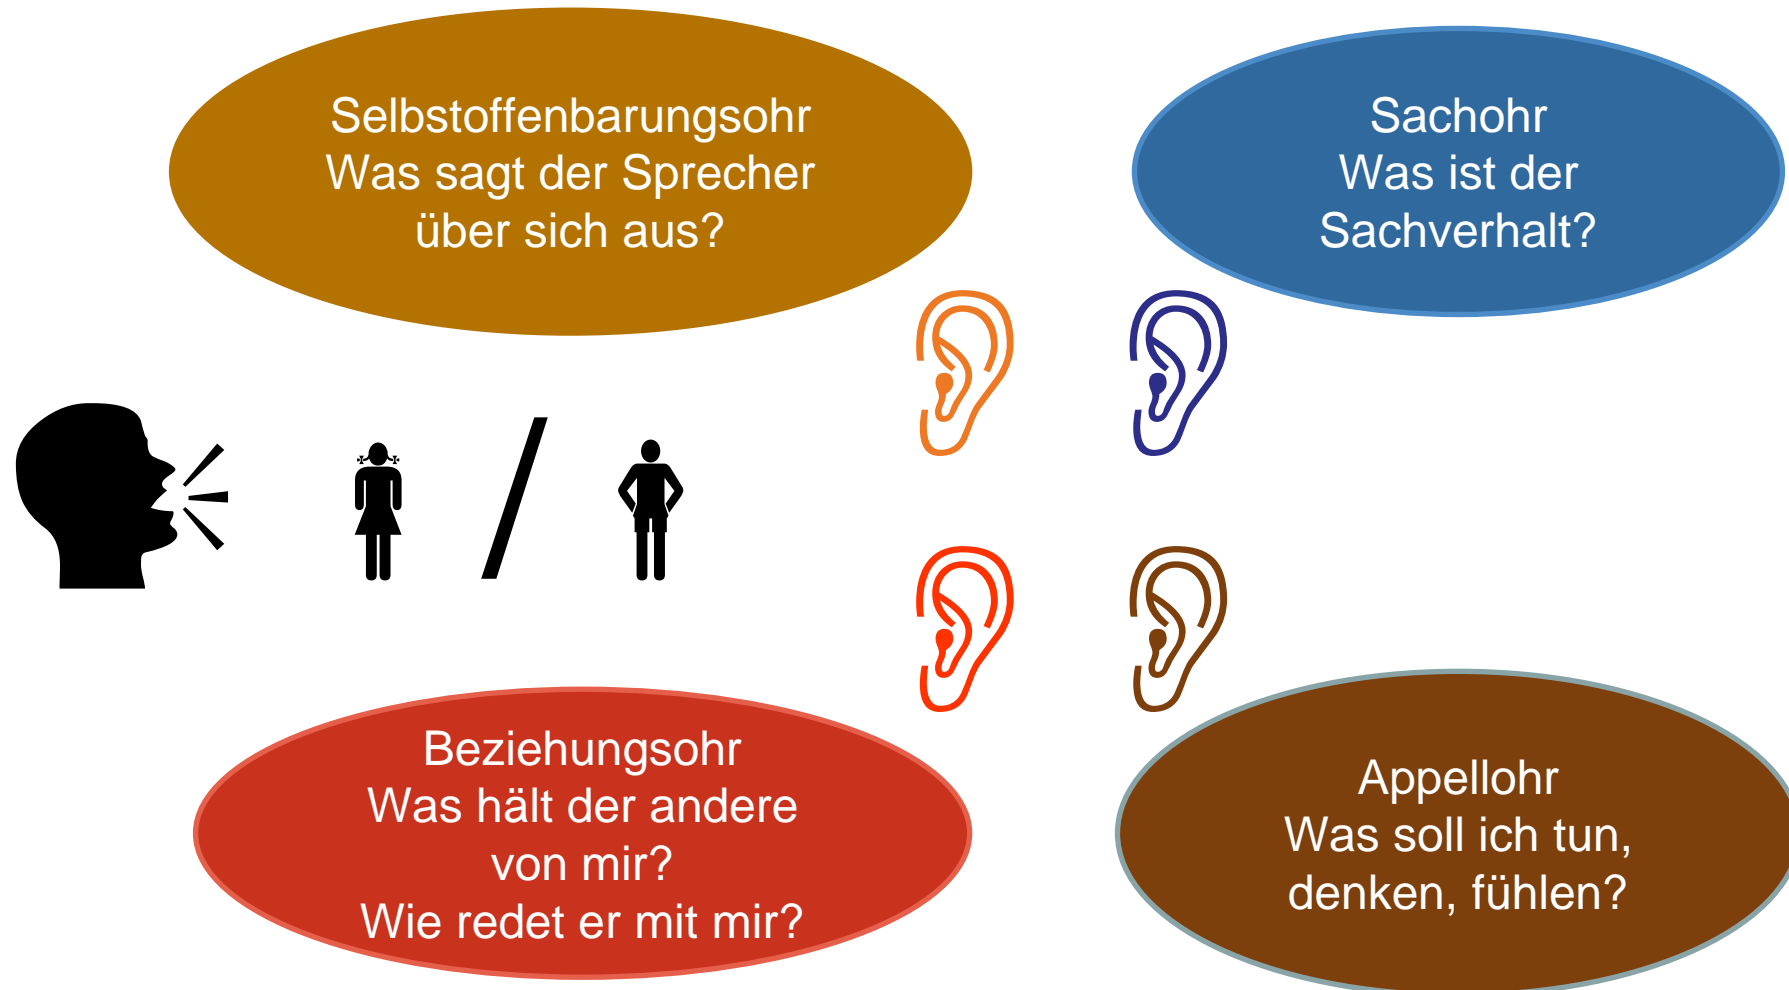 Selbstoffenbarungsohr
Was sagt der Sprecher
über sich aus?
Sachohr
Was ist der
Sachverhalt?
Beziehungsohr
Was hält der andere
von mir?
Wie redet er mit mir?
Appellohr
Was soll ich tun,
denken, fühlen?